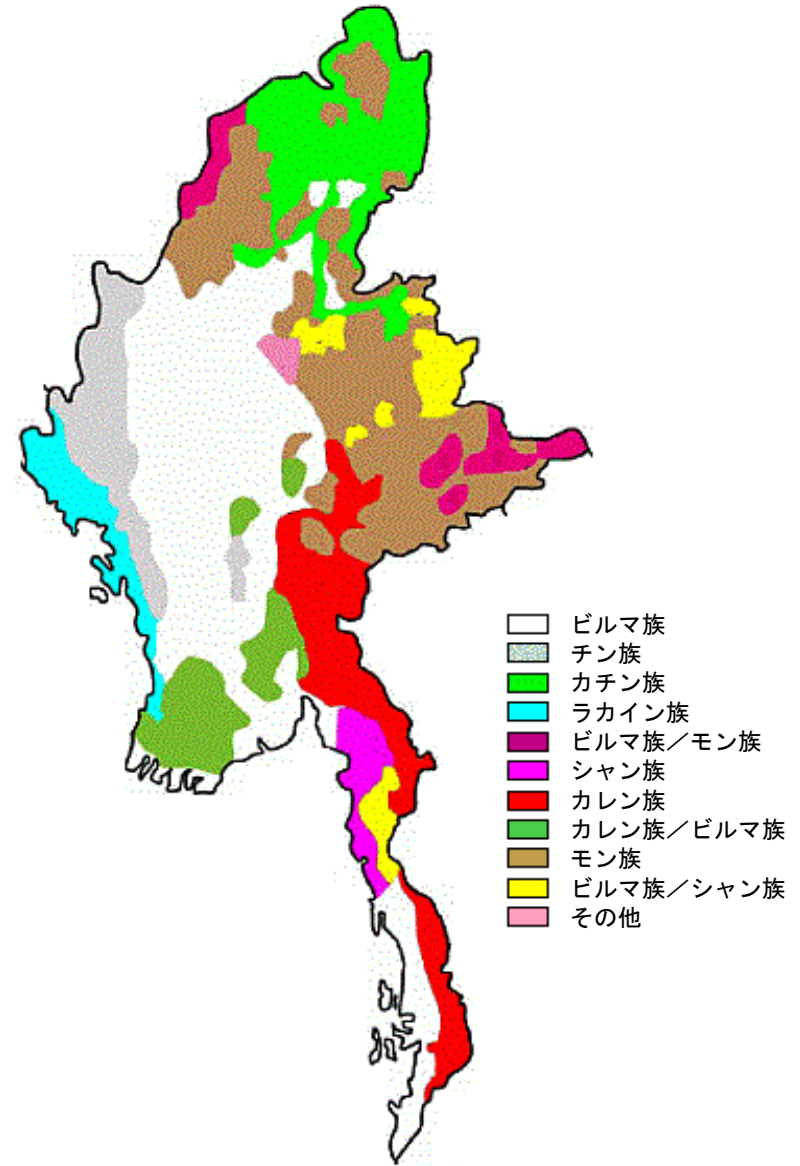 ビルマ族
チン族
カチン族
ラカイン族
ビルマ族／モン族
シャン族
カレン族
カレン族／ビルマ族
モン族
ビルマ族／シャン族
その他